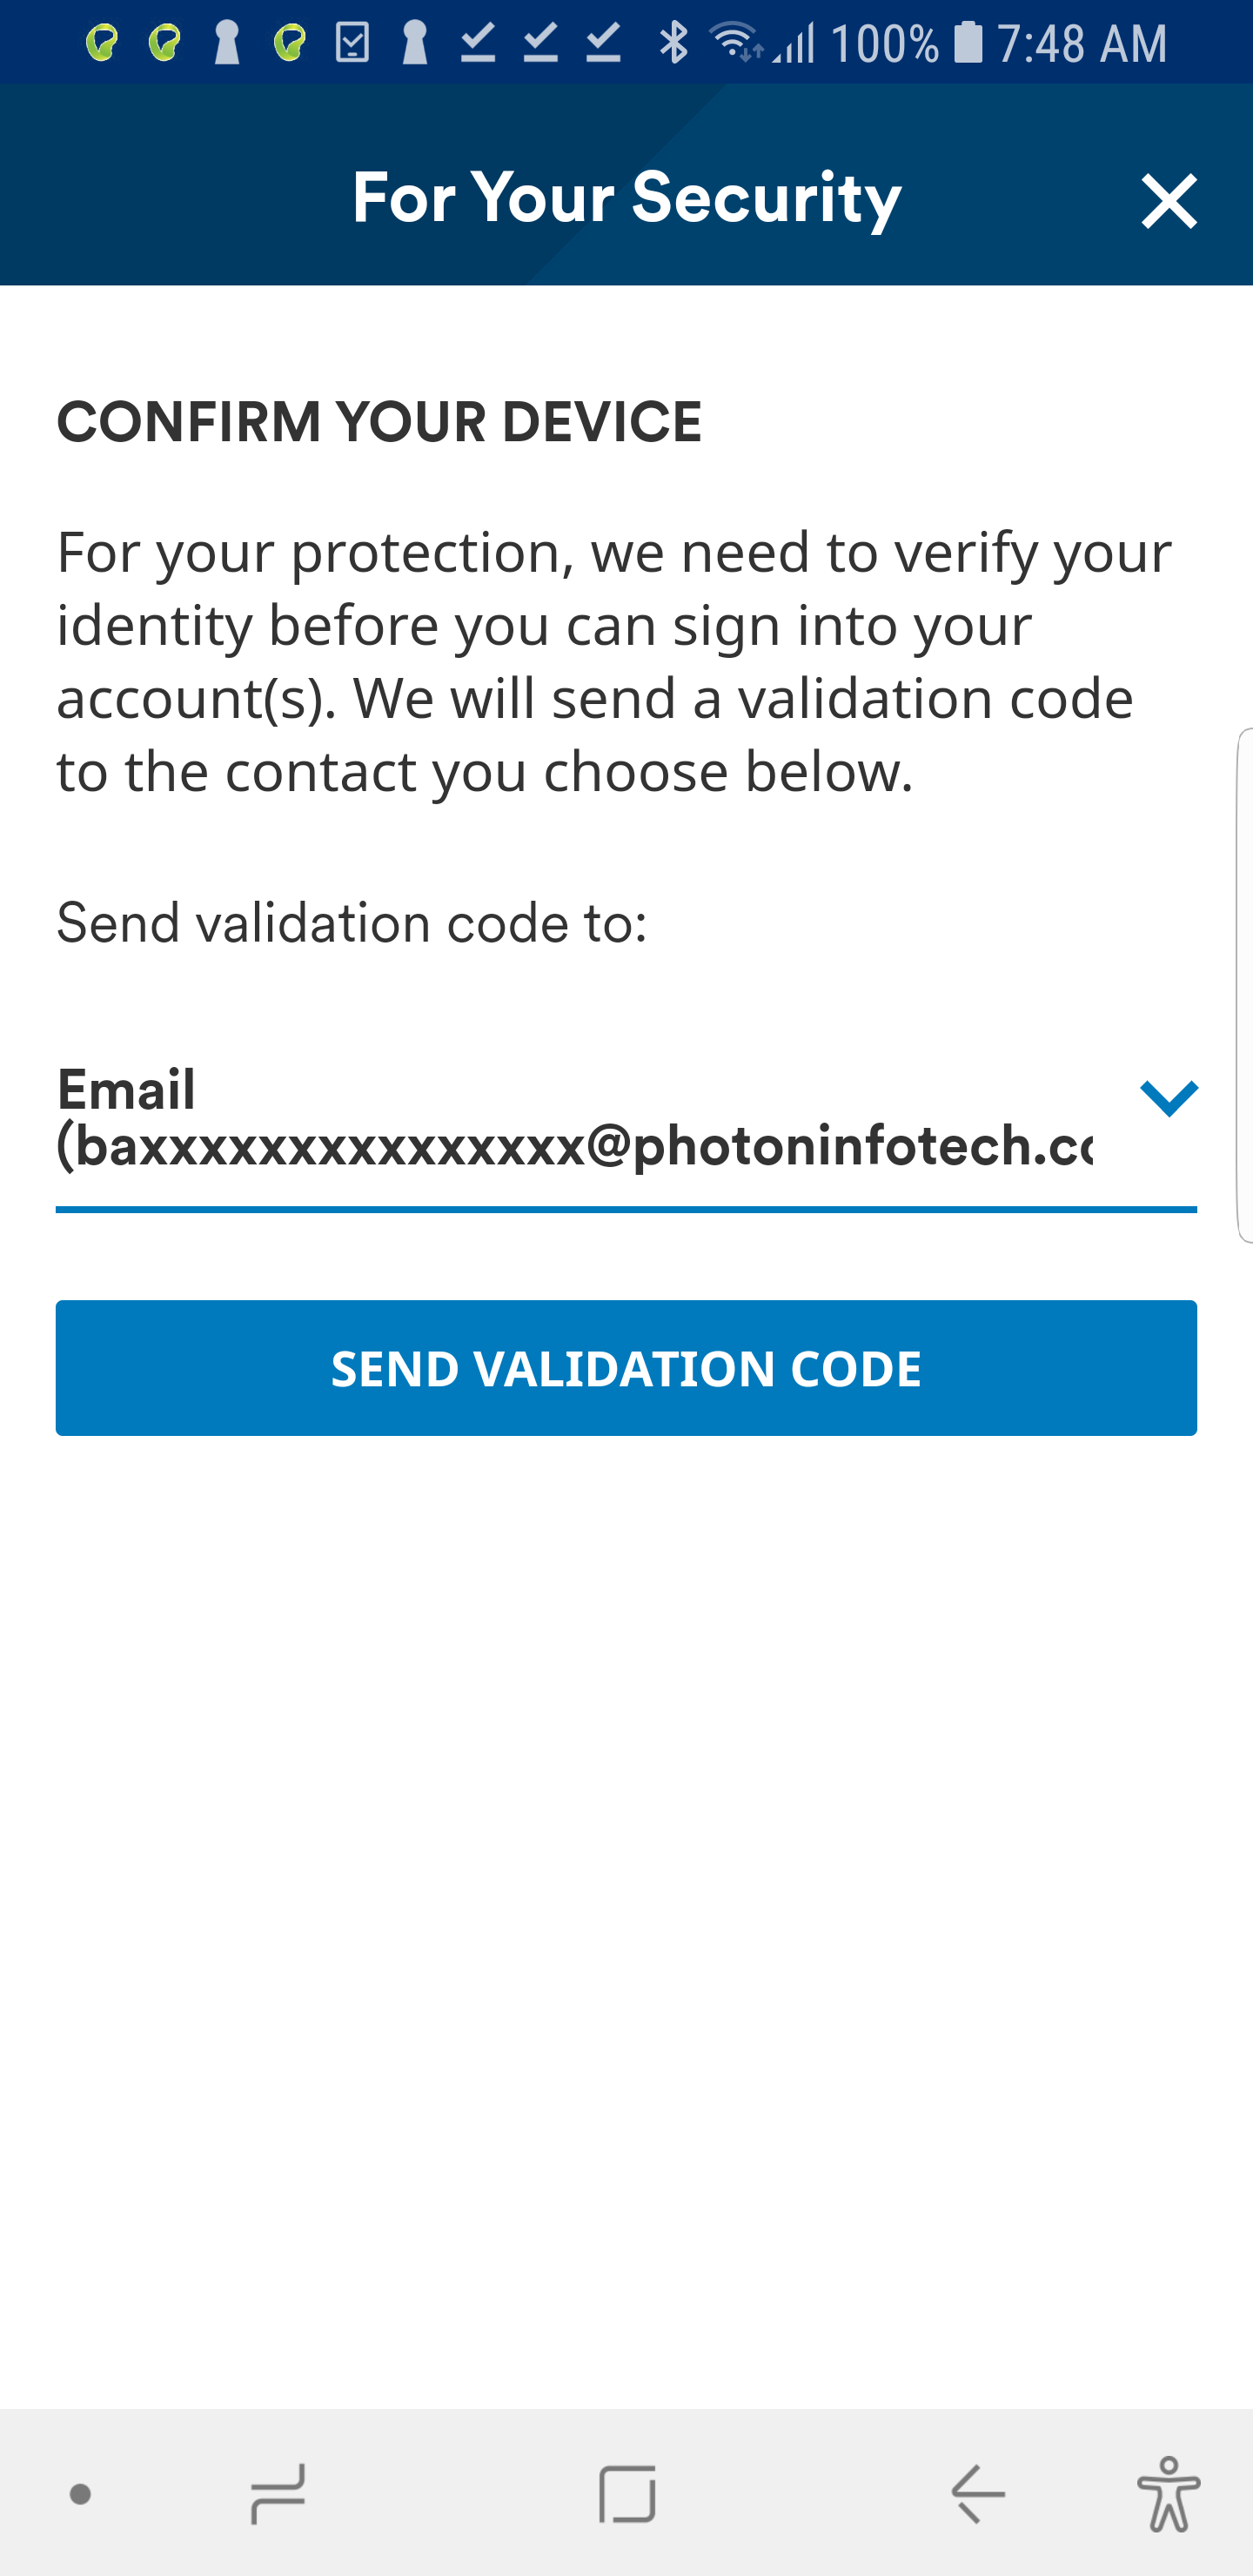 100% 7:48 AM
For Your Security
CONFIRM YOUR DEVICE
For your protection, we need to verify your
identity before you can sign into your
account(s). We will send a validation code
to the contact you choose below.
Send validation code to:
Email
(baxxxxxxxxxxxxxxx@photoninfotech.cc
SEND VALIDATION CODE